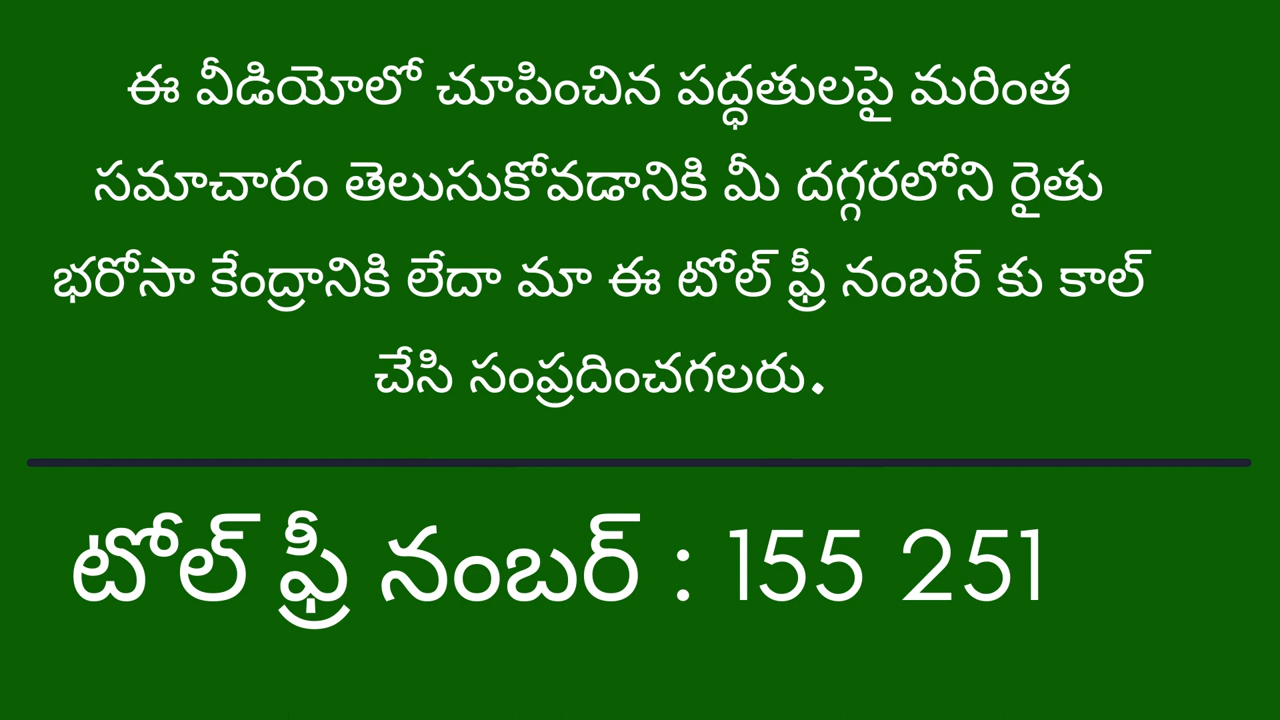 ఈ వీడియోలో చూపించిన పద్ధతులపై మరింత
సమాచారం తెలుసుకోవడానికి మీ దగ్గరలోని రైతు
భరోసా కేంద్రానికి లేదా మా ఈ టోల్ ఫ్రీ నంబర్ కు కాల్
చేసి సంప్రదించగలరు.
టోల్ ఫ్రీ నంబర్ : 155 251